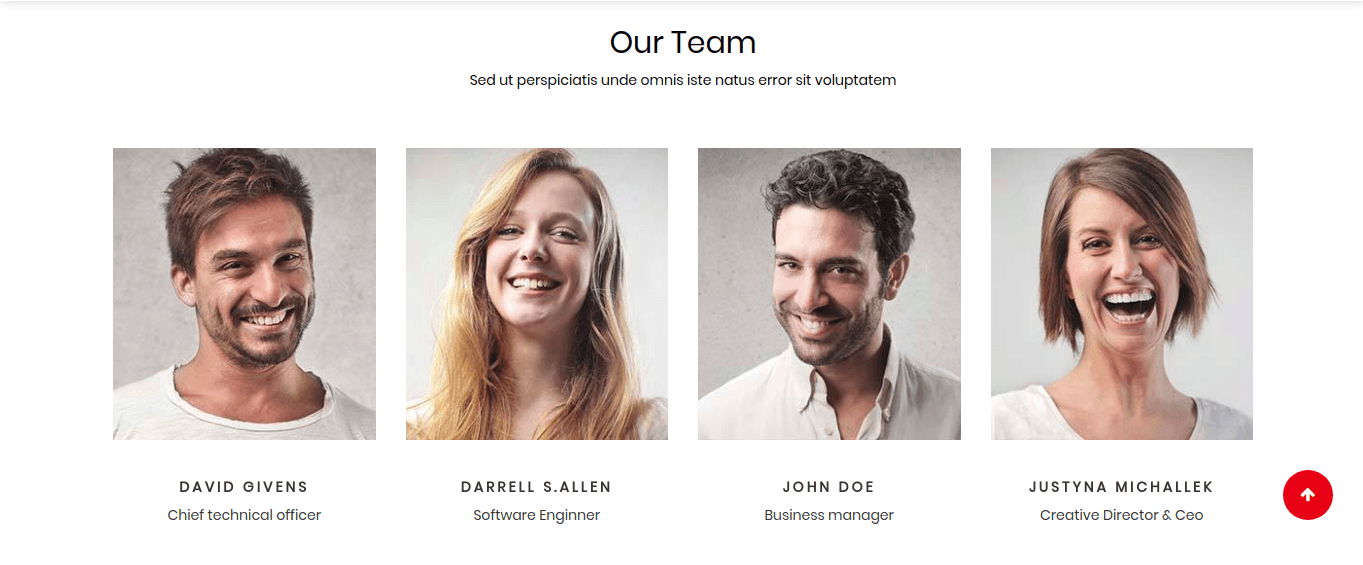 Our Team
Sed ut perspiciatis unde omnis iste natus error sit voluptatem
DAVID GIVENS
Chief technical officer
DARRELL S.ALLEN
Software Enginner
JOHN DOE
Business manager
JUSTYNA MICHALLEK
Creative Director & Ceo